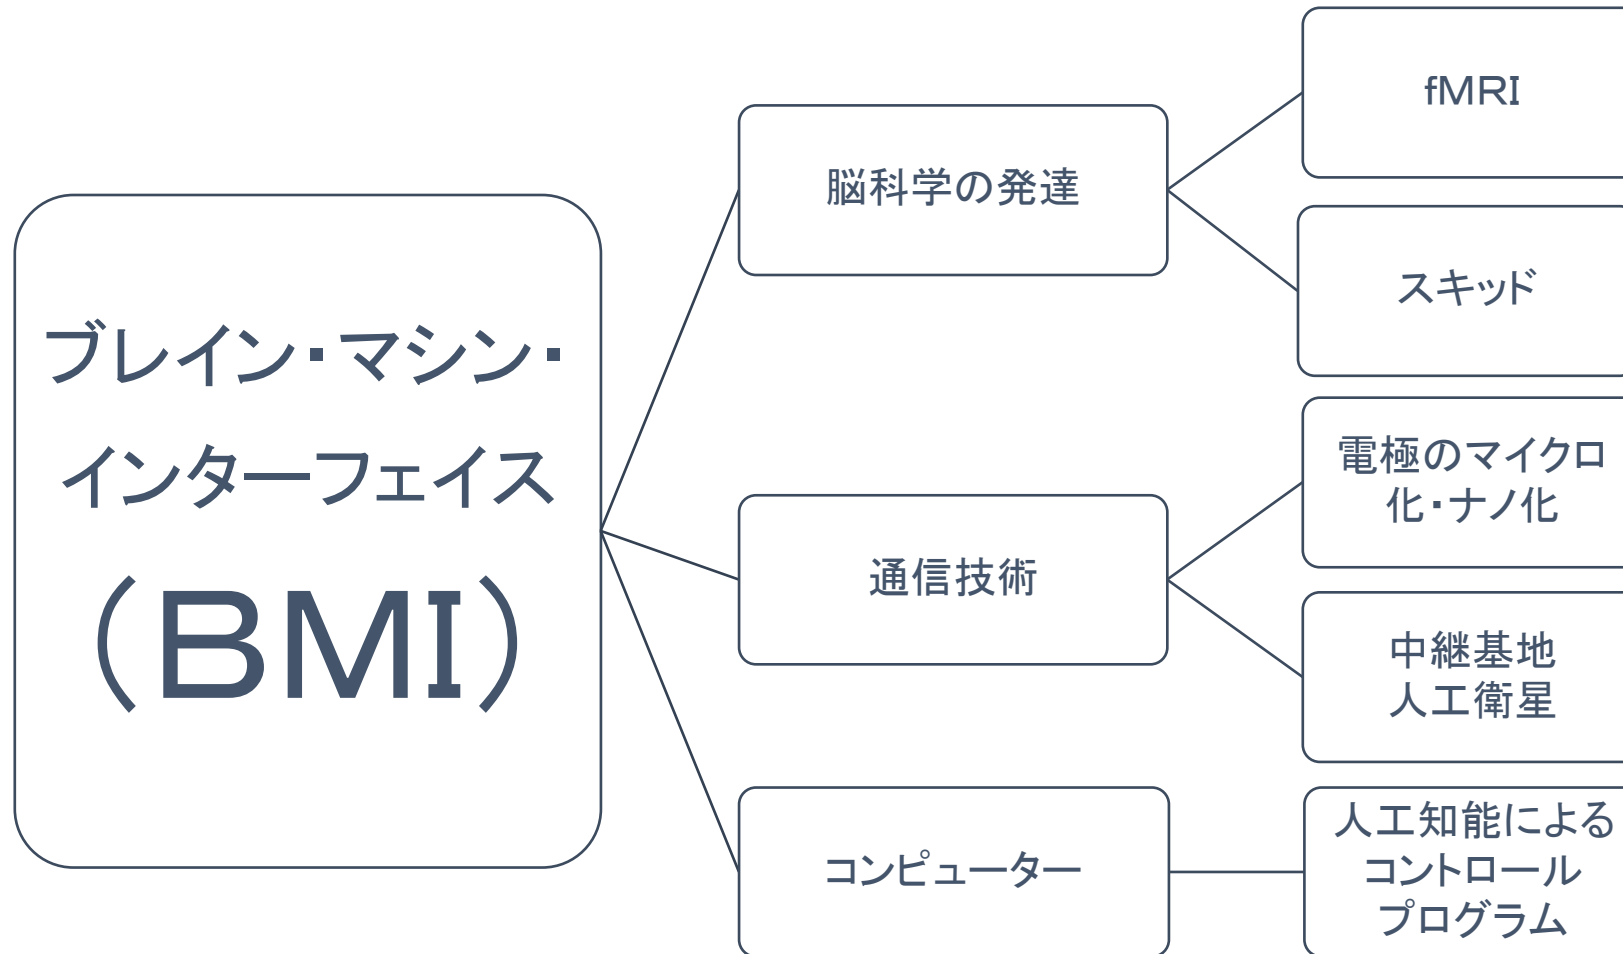 ブレイン・マシン・
インターフェイス
（BMI）
脳科学の発達
fMRI
スキッド
通信技術
電極のマイクロ
化・ナノ化
中継基地
人工衛星
コンピューター
人工知能による
コントロール
プログラム